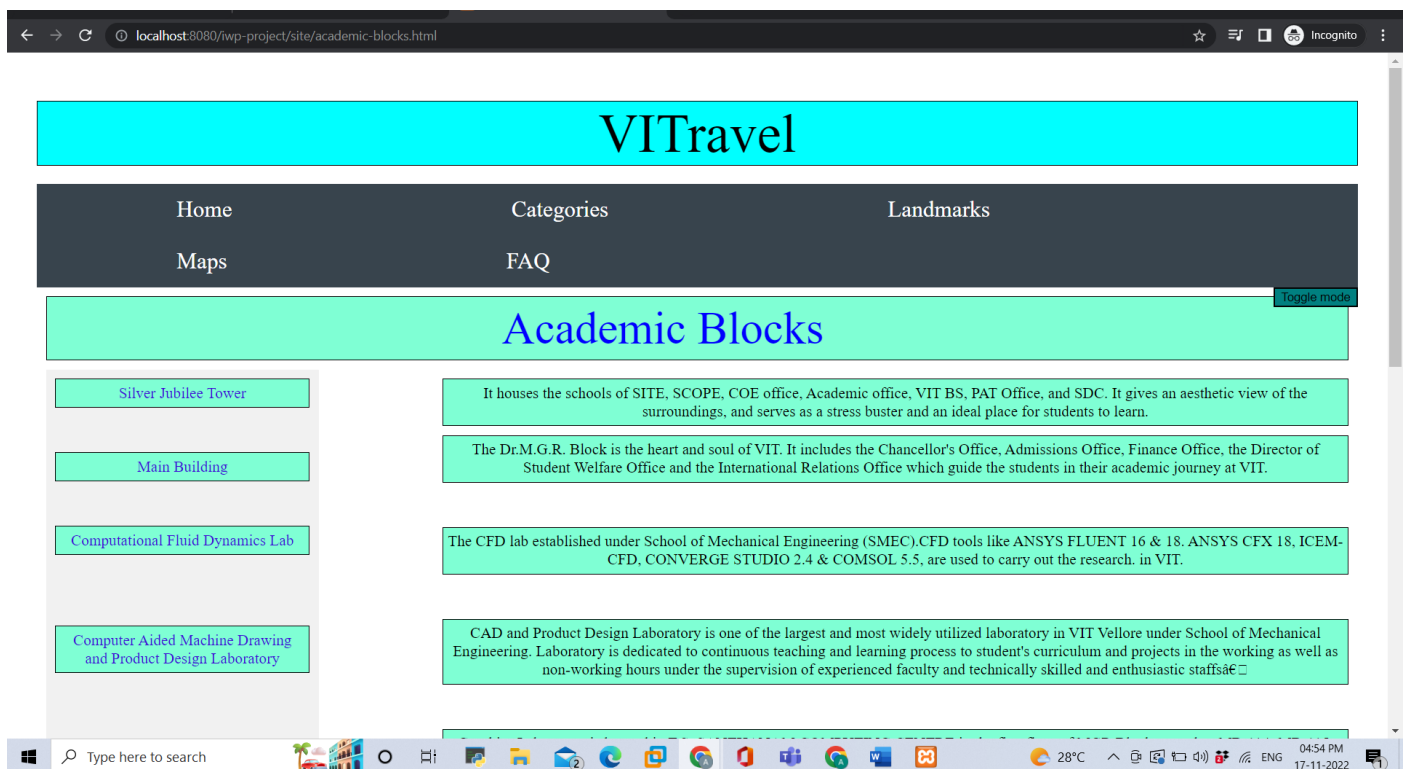 localhost:8080/iwp-project/site/academic-blocks.html
Incognito
VITravel
Home Categories Landmarks
Maps FAQ
Toggle mode
Academic Blocks
Silver Jubilee Tower
It houses the schools of SITE, SCOPE, COE office, Academic office, VIT BS, PAT Office, and SDC. It gives an aesthetic view of the
surroundings, and serves as a stress buster and an ideal place for students to learn.
Main Building
The Dr.M.G.R. Block is the heart and soul of VIT. It includes the Chancellor's Office, Admissions Office, Finance Office, the Director of
Student Welfare Office and the International Relations Office which guide the students in their academic journey at VIT.
Computational Fluid Dynamics Lab
The CFD lab established under School of Mechanical Engineering (SMEC).CFD tools like ANSYS FLUENT 16 & 18. ANSYS CFX 18, ICEM-
CFD, CONVERGE STUDIO 2.4 & COMSOL 5.5, are used to carry out the research. in VIT.
Computer Aided Machine Drawing
and Product Design Laboratory
CAD and Product Design Laboratory is one of the largest and most widely utilized laboratory in VIT Vellore under School of Mechanical
Engineering. Laboratory is dedicated to continuous teaching and learning process to student's curriculum and projects in the working as well as
non-working hours under the supervision of experienced faculty and technically skilled and enthusiastic staffsâ€□
Type here to search
28°C
ENG
04:54 PM
17-11-2022